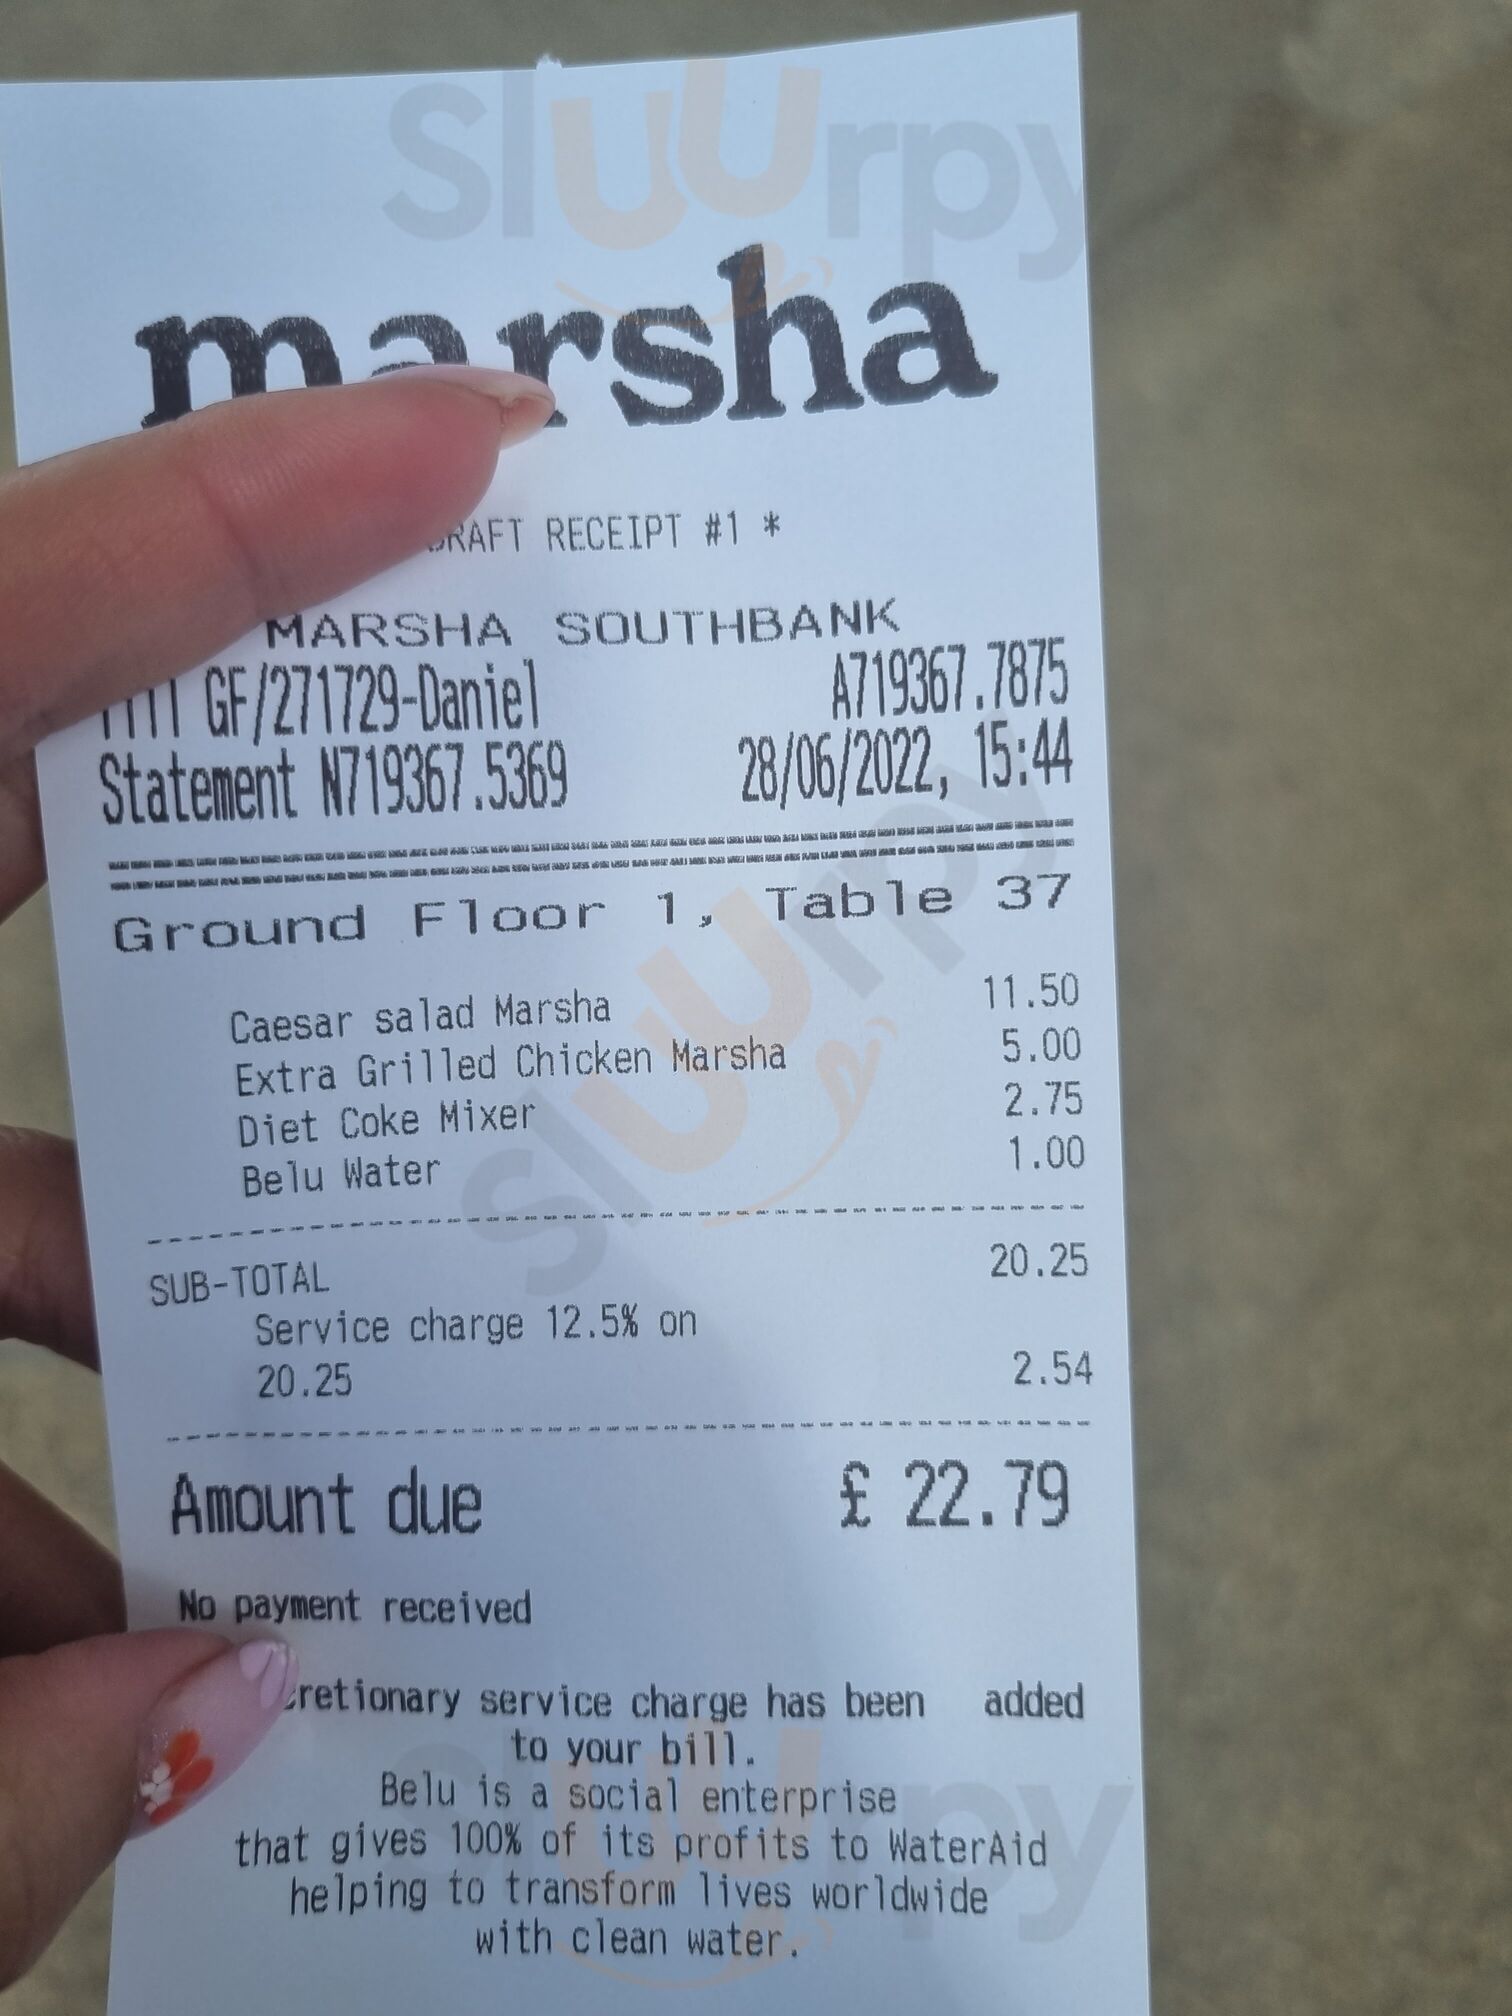 sluurpy
marsha
DRAFT RECEIPT #1 *
MARSHA SOUTHBANK
GF/271729-Daniel A719367.7875
Statement N719367.5369 28/06/2022, 15:44
Ground Floor 1, Table 37
Caesar salad Marsha 11.50
Extra Grilled Chicken Marsha 5.00
Diet Coke Mixer 2.75
Belu Water 1.00
sluurpy
SUB-TOTAL 20.25
Service charge 12.5% on
20.25 2.54
Amount due £ 22.79
No payment received
cretionary service charge has been added
to your bill.
Belu is a social enterprise
that gives 100% of its profits to WaterAid
helping to transform lives worldwide
with clean water.
sluurpy